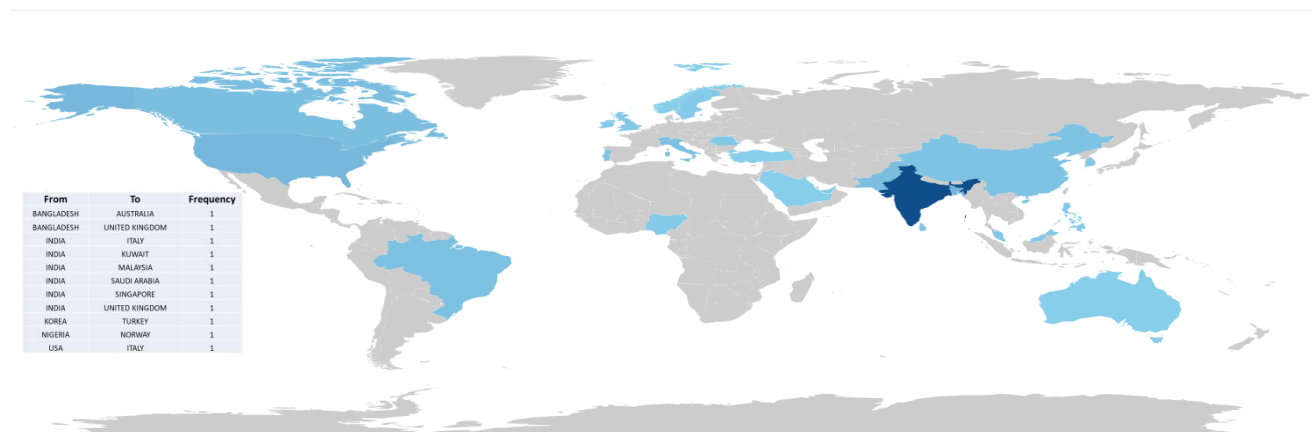 From To Frequency
BANGLADESH AUSTRALIA 1
BANGLADESH UNITED KINGDOM 1
INDIA ITALY 1
INDIA KUWAIT 1
INDIA MALAYSIA 1
INDIA SAUDI ARABIA 1
INDIA SINGAPORE 1
INDIA UNITED KINGDOM 1
KOREA TURKEY 1
NIGERIA NORWAY 1
USA ITALY 1